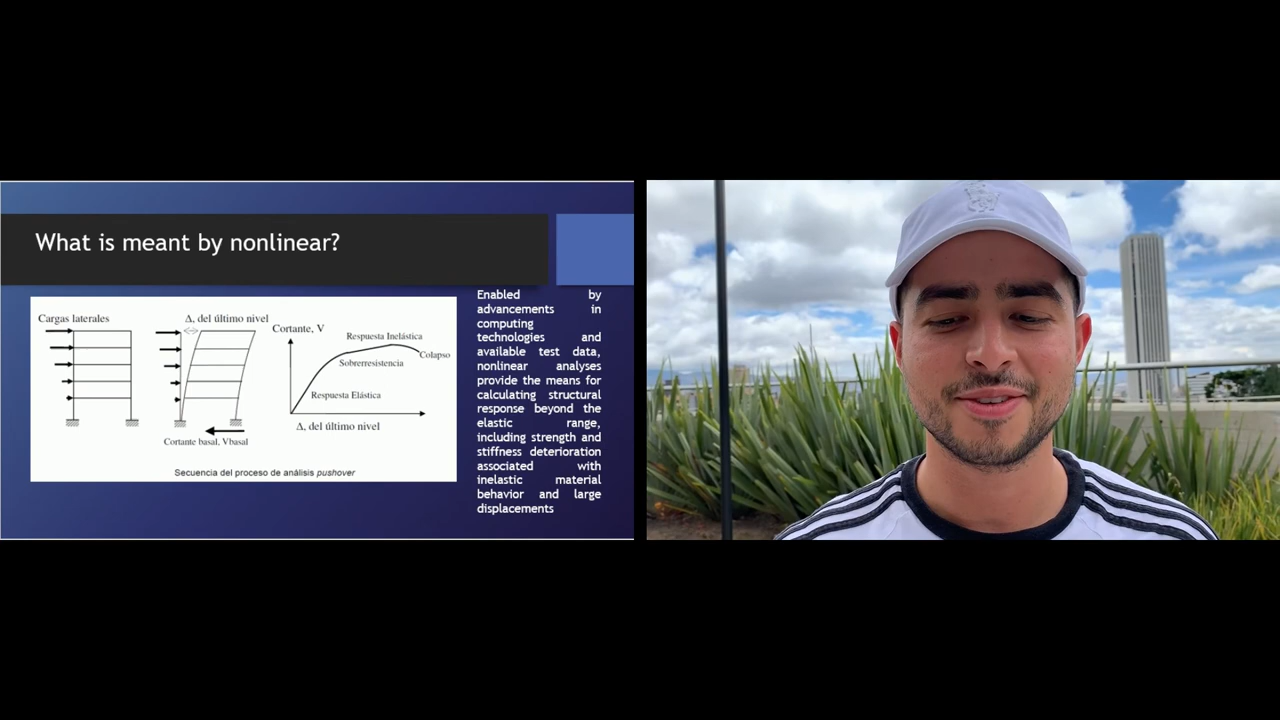 What is meant by nonlinear?
Cargas laterales
Δ, del último nivel
Cortante basal, Vbasal
Cortante, V
Respuesta Inelástica
Colapso
Sobrerresistencia
Respuesta Elástica
Δ, del último nivel
Secuencia del proceso de análisis pushover
Enabled by
advancements in
computing
technologies and
available test data,
nonlinear analyses
provide the means for
calculating structural
response beyond the
elastic range,
including strength and
stiffness deterioration
associated with
inelastic material
behavior and large
displacements